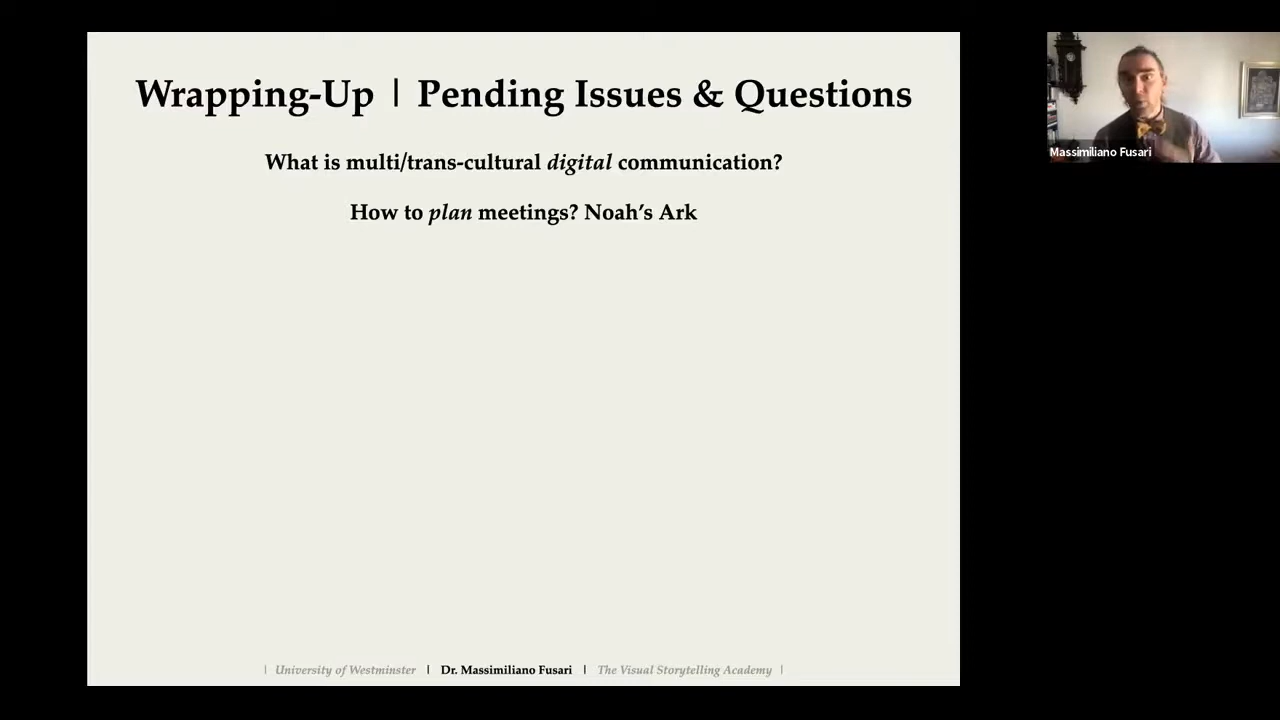 Wrapping-Up | Pending Issues & Questions
What is multi/trans-cultural digital communication?
How to plan meetings? Noah’s Ark
| University of Westminster | Dr. Massimiliano Fusari | The Visual Storytelling Academy |
Massimiliano Fusari